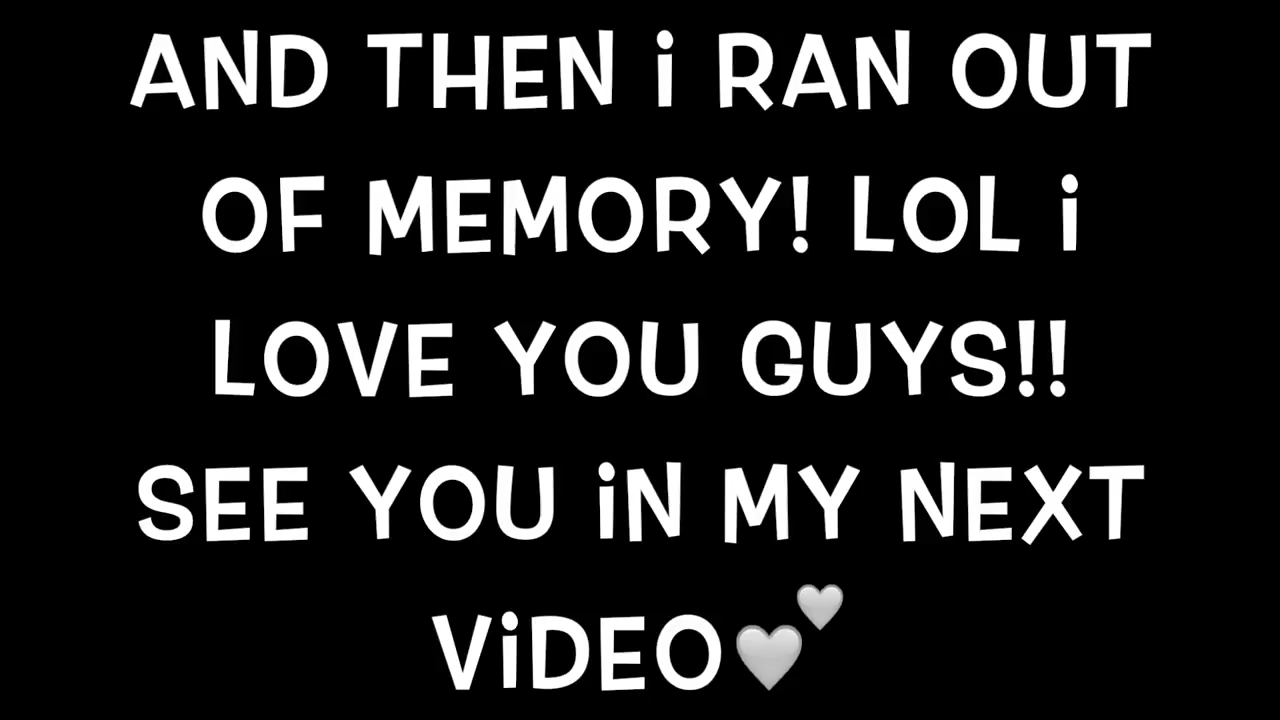 AND THEN i RAN OUT
OF MEMORY! LOL i
LOVE YOU GUYS!!
SEE YOU iN MY NEXT
ViDEO💕